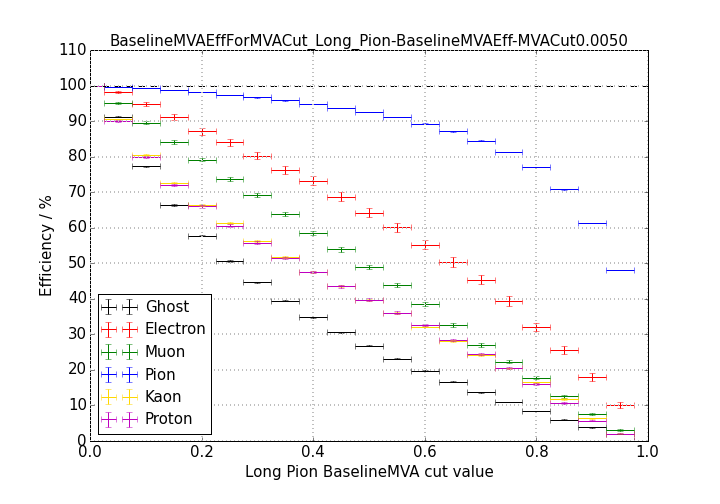 BaselineMVAEffForMVACut_Long_Pion-BaselineMVAEff-MVACut0.0050
110
100
90
80
70
60
50
40
30
20
10
0
Efficiency / %
Ghost
Electron
Muon
Pion
Kaon
Proton
0.0 0.2 0.4 0.6 0.8 1.0
Long Pion BaselineMVA cut value